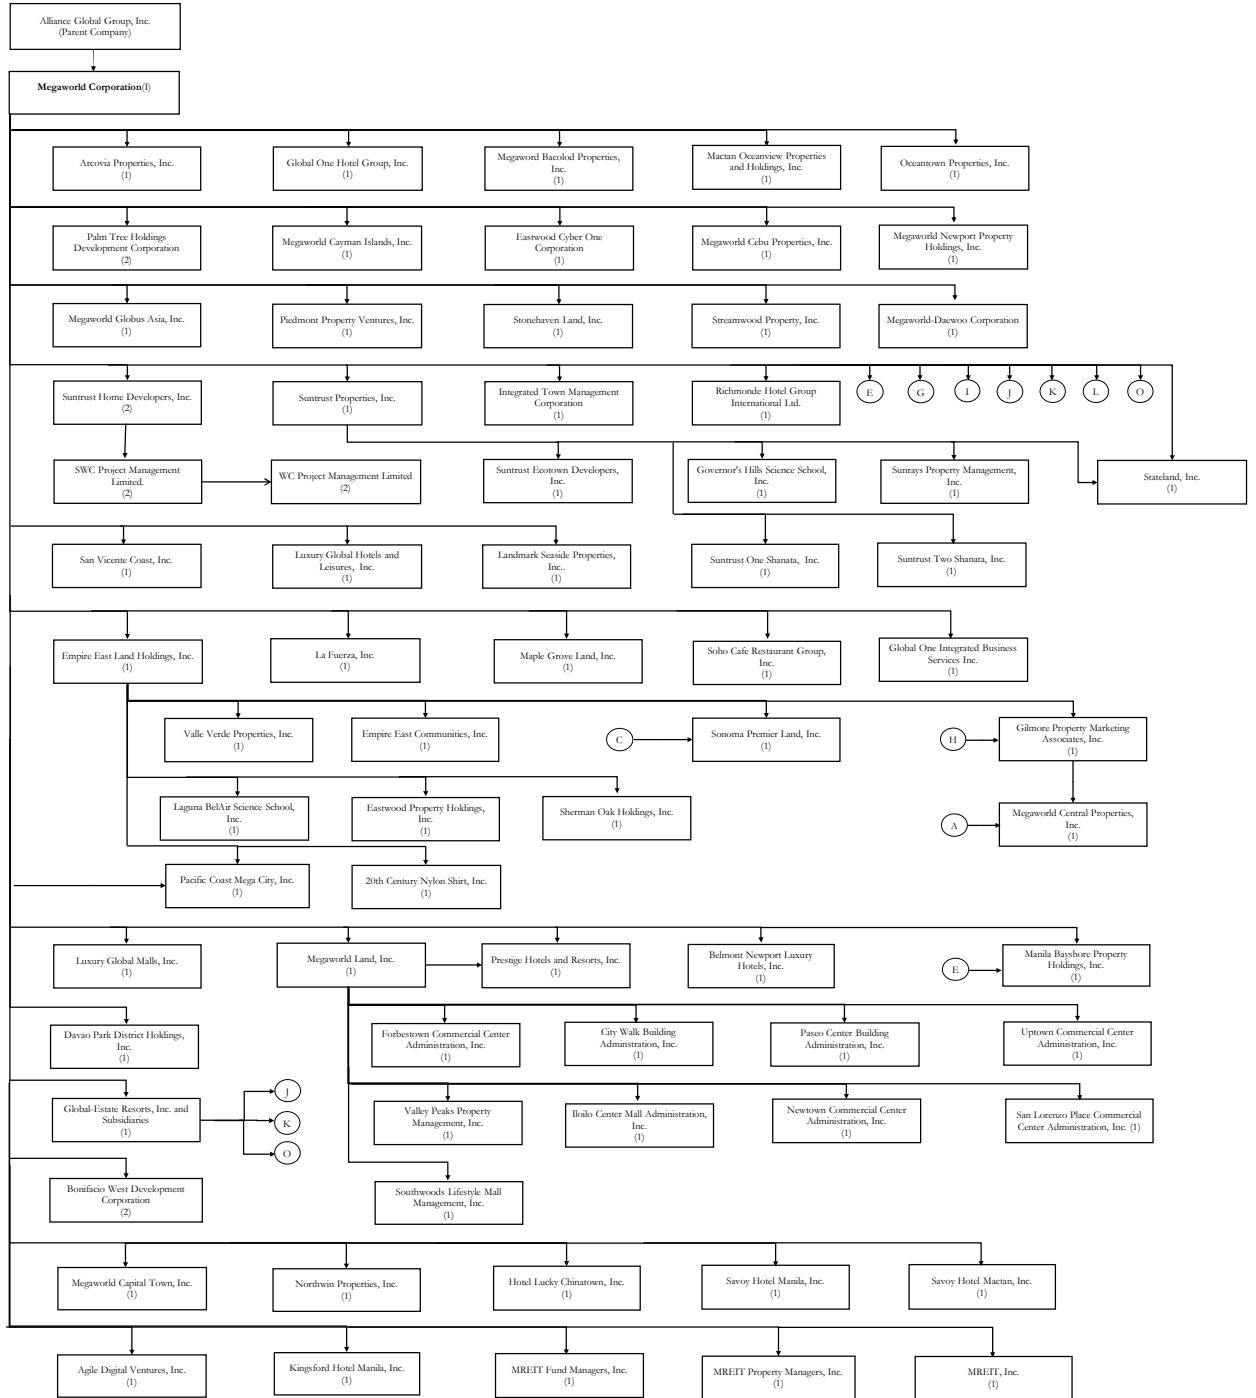 Alliance Global Group, Inc.
(Parent Company)
Megaworld Corporation(1)
Arcovia Properties, Inc.
(1)
Global One Hotel Group, Inc.
(1)
Megaword Bacolod Properties,
Inc.
(1)
Mactan Oceanview Properties
and Holdings, Inc.
(1)
Oceantown Properties, Inc.
(1)
Palm Tree Holdings
Development Corporation
(2)
Megaworld Cayman Islands, Inc.
(1)
Eastwood Cyber One
Corporation
(1)
Megaworld Cebu Properties, Inc.
(1)
Megaworld Newport Property
Holdings, Inc.
(1)
Megaworld Globus Asia, Inc.
(1)
Piedmont Property Ventures, Inc.
(1)
Stonehaven Land, Inc.
(1)
Streamwood Property, Inc.
(1)
Megaworld-Daewoo Corporation
(1)
Suntrust Home Developers, Inc.
(2)
Suntrust Properties, Inc.
(1)
Integrated Town Management
Corporation
(1)
Richmonde Hotel Group
International Ltd.
(1)
E
G
I
J
K
L
O
SWC Project Management
Limited.
(2)
WC Project Management Limited
(2)
Suntrust Ecotown Developers,
Inc.
(1)
Governor's Hills Science School,
Inc.
(1)
Sunrays Property Management,
Inc.
(1)
Stateland, Inc.
(1)
San Vicente Coast, Inc.
(1)
Luxury Global Hotels and
Leisures, Inc.
(1)
Landmark Seaside Properties,
Inc..
(1)
Suntrust One Shanata, Inc.
(1)
Suntrust Two Shanata, Inc.
(1)
Empire East Land Holdings, Inc.
(1)
La Fuerza, Inc.
(1)
Maple Grove Land, Inc.
(1)
Soho Cafe Restaurant Group,
Inc.
(1)
Global One Integrated Business
Services Inc.
(1)
Valle Verde Properties, Inc.
(1)
Empire East Communities, Inc.
(1)
C
Sonoma Premier Land, Inc.
(1)
H
Gilmore Property Marketing
Associates, Inc.
(1)
Laguna BelAir Science School,
Inc.
(1)
Eastwood Property Holdings,
Inc.
(1)
Sherman Oak Holdings, Inc.
(1)
A
Megaworld Central Properties,
Inc.
(1)
Pacific Coast Mega City, Inc.
(1)
20th Century Nylon Shirt, Inc.
(1)
Luxury Global Malls, Inc.
(1)
Megaworld Land, Inc.
(1)
Prestige Hotels and Resorts, Inc.
(1)
Belmont Newport Luxury
Hotels, Inc.
(1)
E
Manila Bayshore Property
Holdings, Inc.
(1)
Davao Park District Holdings,
Inc.
(1)
Forbestown Commercial Center
Administration, Inc.
(1)
City Walk Building
Adminstration, Inc.
(1)
Paseo Center Building
Administration, Inc.
(1)
Uptown Commercial Center
Administration, Inc.
(1)
Global-Estate Resorts, Inc. and
Subsidiaries
(1)
J
K
O
Valley Peaks Property
Management, Inc.
(1)
Iloilo Center Mall Administration,
Inc.
(1)
Newtown Commercial Center
Administration, Inc.
(1)
San Lorenzo Place Commercial
Center Administration, Inc. (1)
Bonifacio West Development
Corporation
(2)
Southwoods Lifestyle Mall
Management, Inc.
(1)
Megaworld Capital Town, Inc.
(1)
Northwin Properties, Inc.
(1)
Hotel Lucky Chinatown, Inc.
(1)
Savoy Hotel Manila, Inc.
(1)
Savoy Hotel Mactan, Inc.
(1)
Agile Digital Ventures, Inc.
(1)
Kingsford Hotel Manila, Inc.
(1)
MREIT Fund Managers, Inc.
(1)
MREIT Property Managers, Inc.
(1)
MREIT, Inc.
(1)